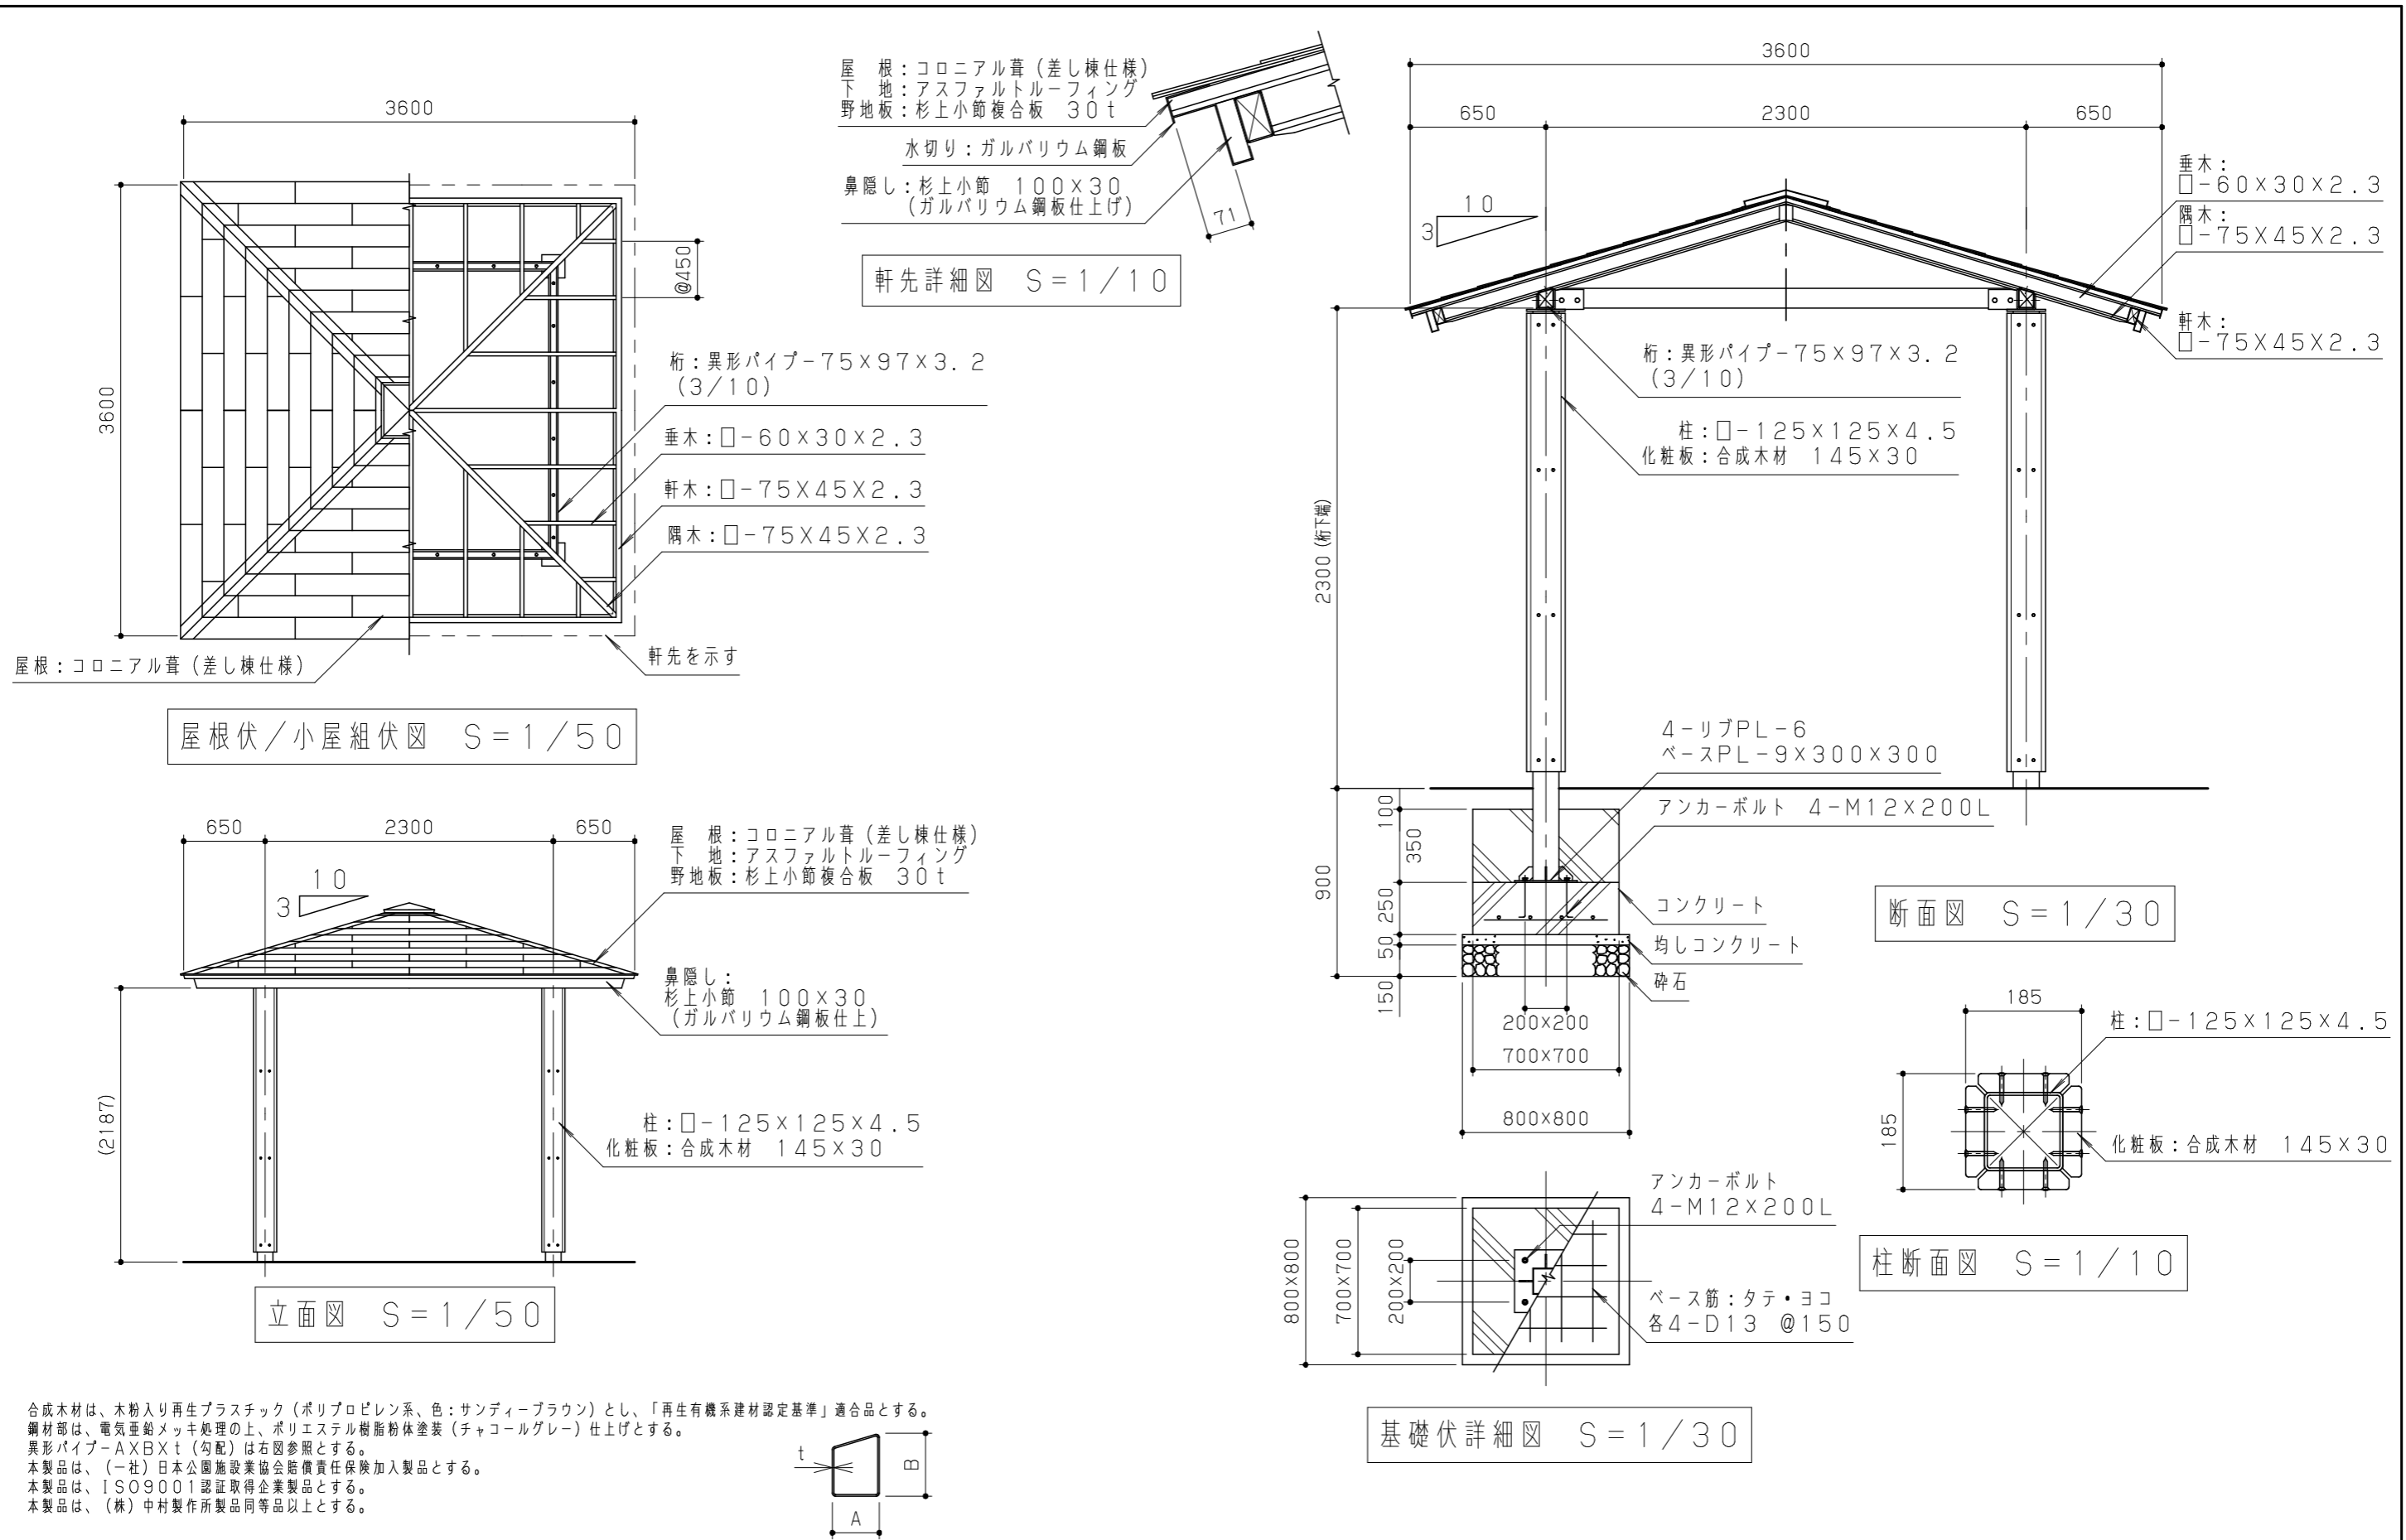 3600
3600
@450
桁：異形パイプ-75×97×3.2
(3/10)
垂木：□-60×30×2.3
軒木：□-75X45X2.3
隅木：□-75X45X2.3
軒先を示す
屋根：コロニアル葺（差し棟仕様）
屋根伏／小屋組伏図　S=1/50
屋　根：コロニアル葺（差し棟仕様）
下　地：アスファルトルーフィング
野地板：杉上小節複合板　30t
水切り：ガルバリウム鋼板
鼻隠し：杉上小節　100×30
（ガルバリウム鋼板仕上げ）
71
軒先詳細図　S=1/10
3600
650
2300
650
10
3
垂木：
□-60×30×2.3
隅木：
□-75X45X2.3
軒木：
□-75X45X2.3
桁：異形パイプ-75×97×3.2
(3/10)
柱：□-125×125×4.5
化粧板：合成木材　145×30
2300（桁下端）
4-リブPL-6
ベースPL-9×300×300
アンカーボルト　4-M12×200L
コンクリート
均しコンクリート
砕石
900
100
350
250
50
150
200×200
700×700
800×800
断面図　S=1/30
650
2300
650
10
3
屋　根：コロニアル葺（差し棟仕様）
下　地：アスファルトルーフィング
野地板：杉上小節複合板　30t
鼻隠し：
杉上小節　100×30
（ガルバリウム鋼板仕上）
柱：□-125×125×4.5
化粧板：合成木材　145×30
(2187)
立面図　S=1/50
185
185
柱：□-125×125×4.5
化粧板：合成木材　145×30
柱断面図　S=1/10
アンカーボルト
4-M12×200L
800×800
700×700
200×200
ベース筋：タテ・ヨコ
各4-D13　@150
基礎伏詳細図　S=1/30
合成木材は、木粉入り再生プラスチック（ポリプロピレン系、色：サンディーブラウン）とし、「再生有機系建材認定基準」適合品とする。
鋼材部は、電気亜鉛メッキ処理の上、ポリエステル樹脂粉体塗装（チャコールグレー）仕上げとする。
異形パイプ-AXBXt（勾配）は右図参照とする。
本製品は、（一社）日本公園施設業協会賠償責任保険加入製品とする。
本製品は、ISO9001認証取得企業製品とする。
本製品は、（株）中村製作所製品同等品以上とする。
t
B
A